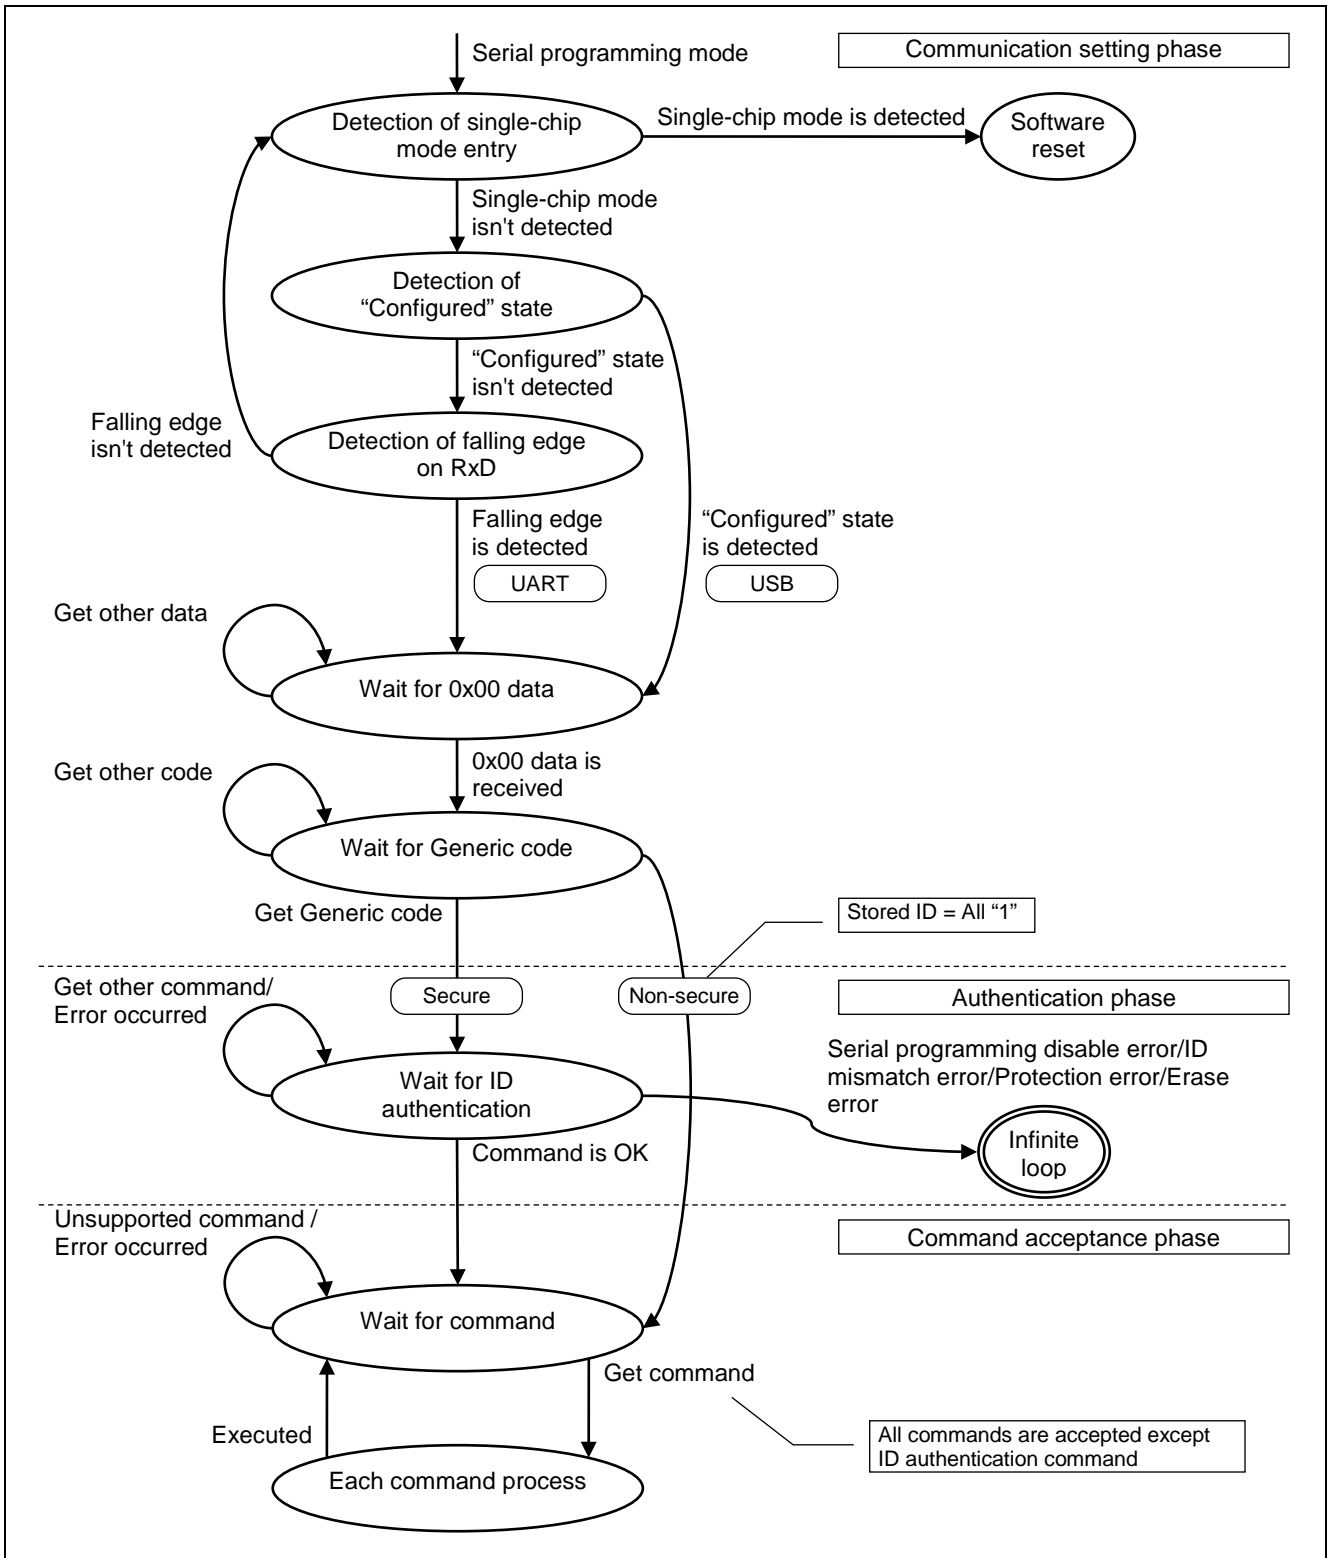 Serial programming mode
Communication setting phase
Detection of single-chip
mode entry
Single-chip mode is detected
Software
reset
Single-chip mode
isn't detected
Detection of
“Configured” state
“Configured” state
isn't detected
Falling edge
isn't detected
Detection of falling edge
on RxD
Falling edge
is detected
UART
“Configured” state
is detected
USB
Get other data
Wait for 0x00 data
0x00 data is
received
Get other code
Wait for Generic code
Get Generic code
Stored ID = All “1”
Get other command/
Error occurred
Secure
Non-secure
Authentication phase
Serial programming disable error/ID
mismatch error/Protection error/Erase
error
Wait for ID
authentication
Infinite
loop
Command is OK
Unsupported command /
Error occurred
Command acceptance phase
Wait for command
Get command
Executed
All commands are accepted except
ID authentication command
Each command process